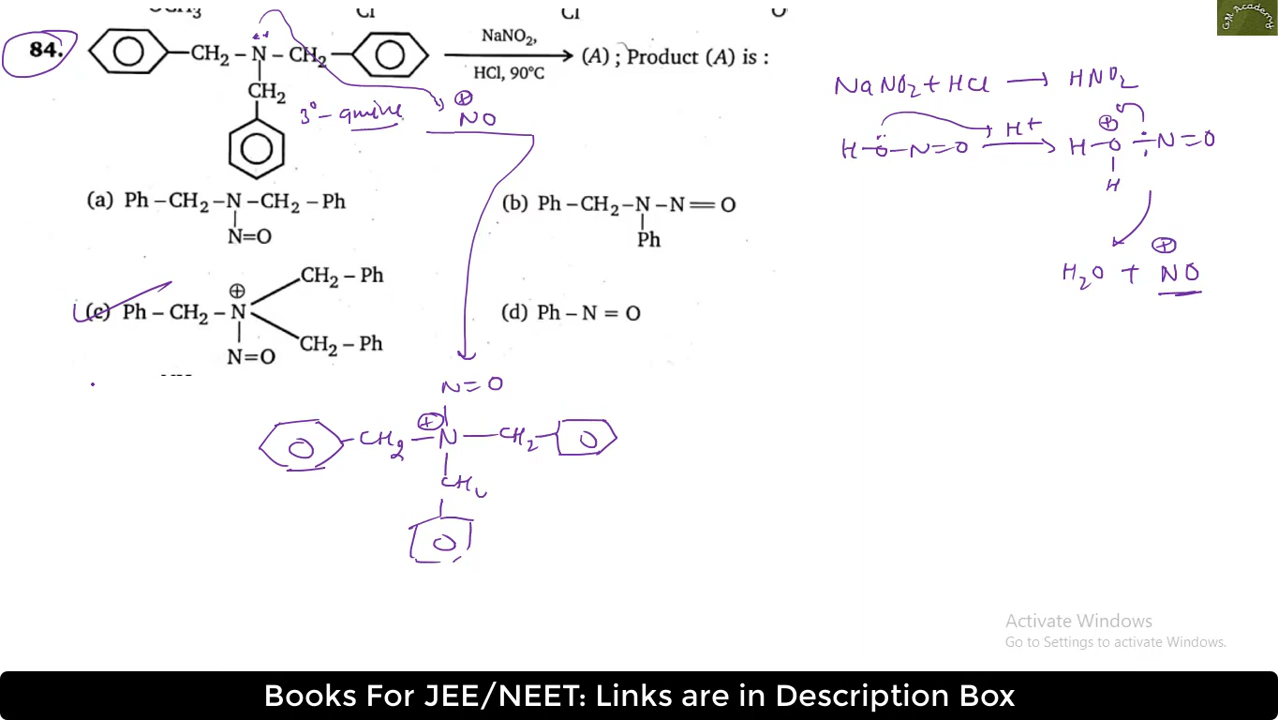 GM Academy
84.
CH₂ – N – CH₂
NaNO₂,
HCl, 90°C
(A) ; Product (A) is :
CH₂
3° – amine
⊕
NO
(a) Ph – CH₂ – N – CH₂ – Ph
N=O
(b) Ph – CH₂ – N – N = O
Ph
(c) Ph – CH₂ – N
⊕
CH₂ – Ph
CH₂ – Ph
N=O
(d) Ph – N = O
N=O
⊕
CH₂ – N – CH₂
CH₂
NaNO₂ + HCl → HNO₂
H–Ö–N=O
H+
⊕
H–O–N=O
H
H₂O + NO
⊕
Activate Windows
Go to Settings to activate Windows.
Books For JEE/NEET: Links are in Description Box